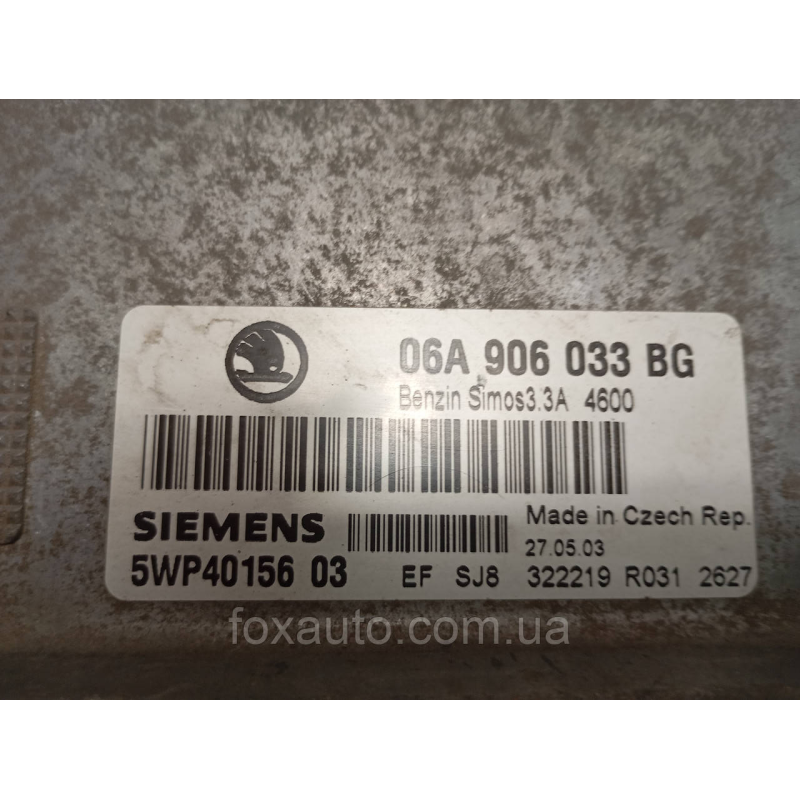 06A 906 033 BG
Benzin Simos3.3A 4600
SIEMENS
Made in Czech Rep.
27.05.03
5WP40156 03
EF SJ8 322219 R031 2627
foxauto.com.ua